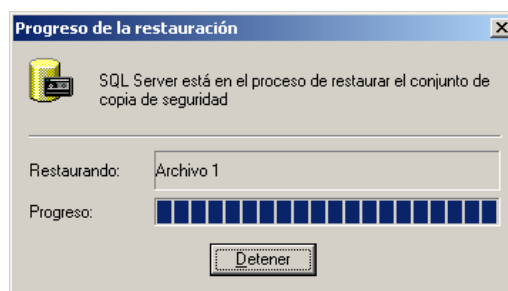 Progreso de la restauración
SQL Server está en el proceso de restaurar el conjunto de
copia de seguridad
Restaurando: Archivo 1
Progreso:
Detener